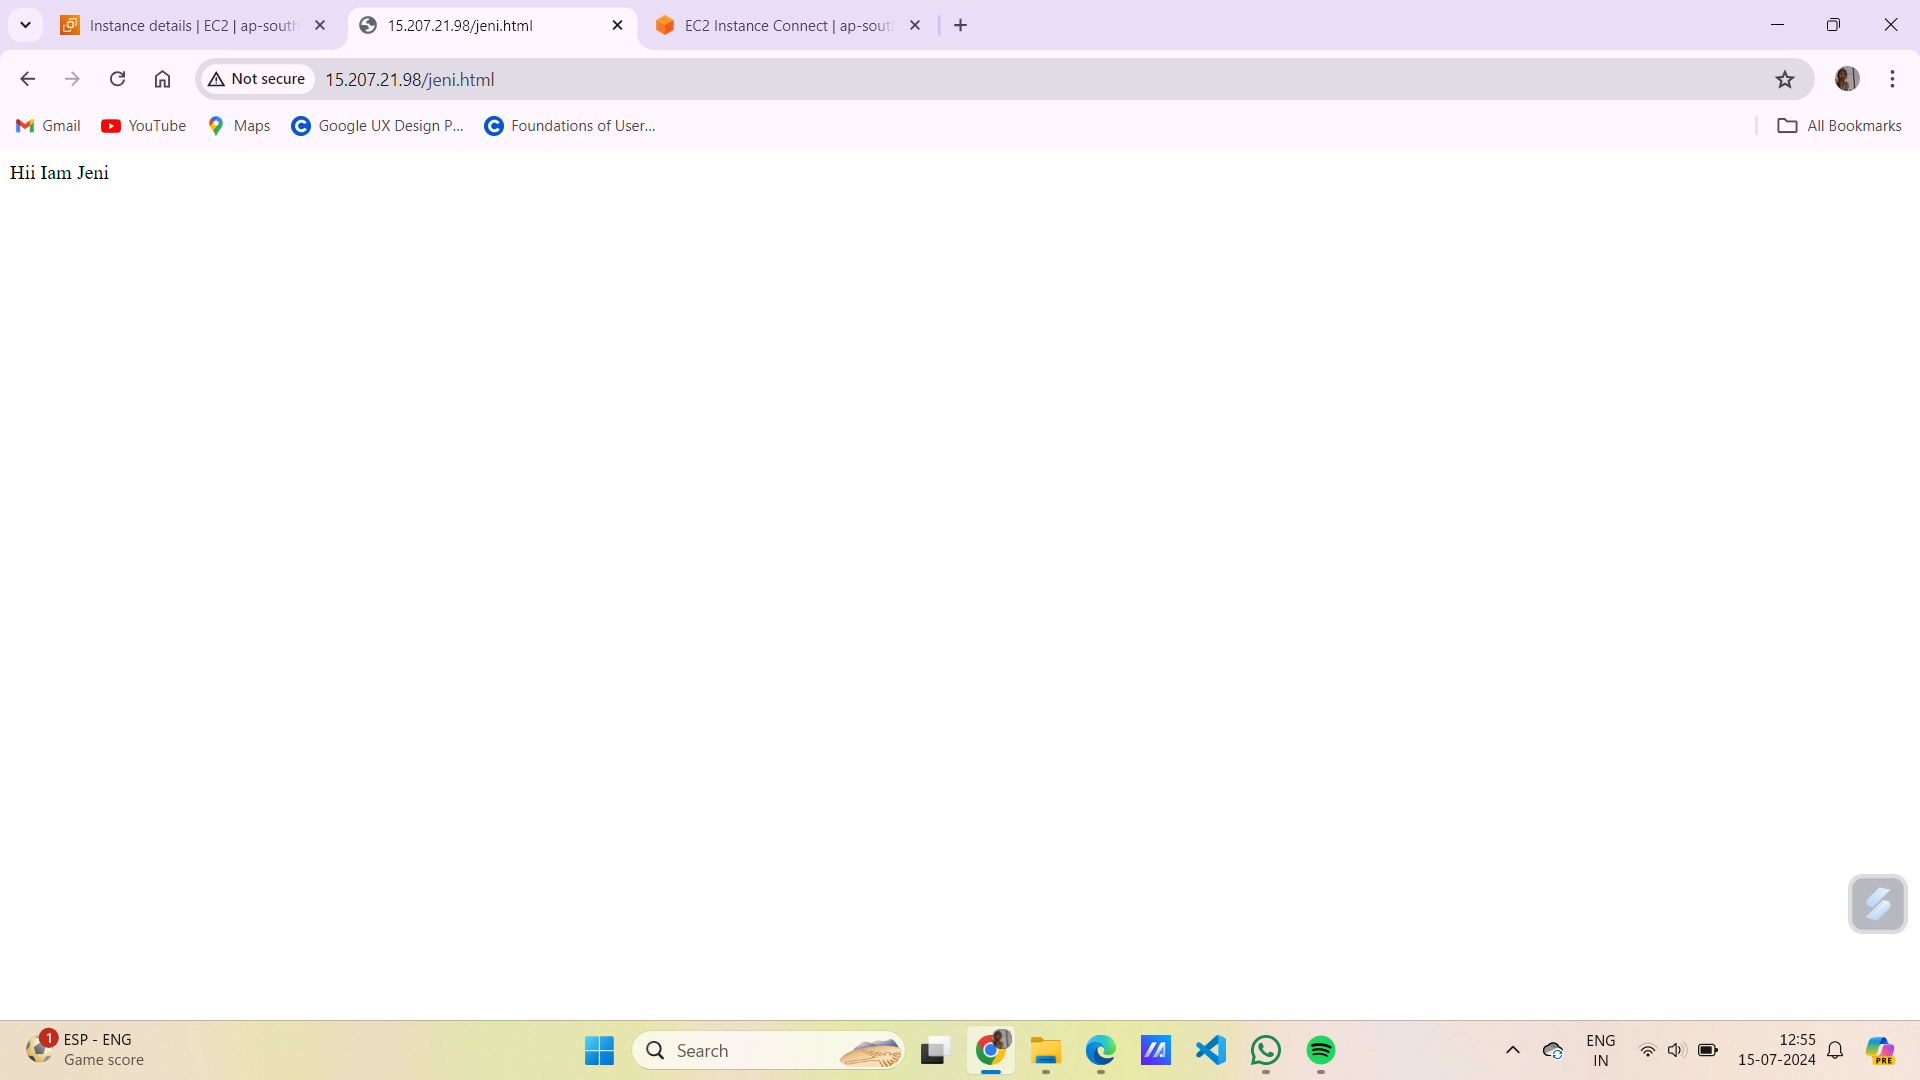 Instance details | EC2 | ap-south
15.207.21.98/jeni.html
EC2 Instance Connect | ap-sout
Not secure
15.207.21.98/jeni.html
Gmail
YouTube
Maps
Google UX Design P...
Foundations of User...
All Bookmarks
Hii Iam Jeni
1
ESP - ENG
Game score
Search
ENG
IN
12:55
15-07-2024
PRE